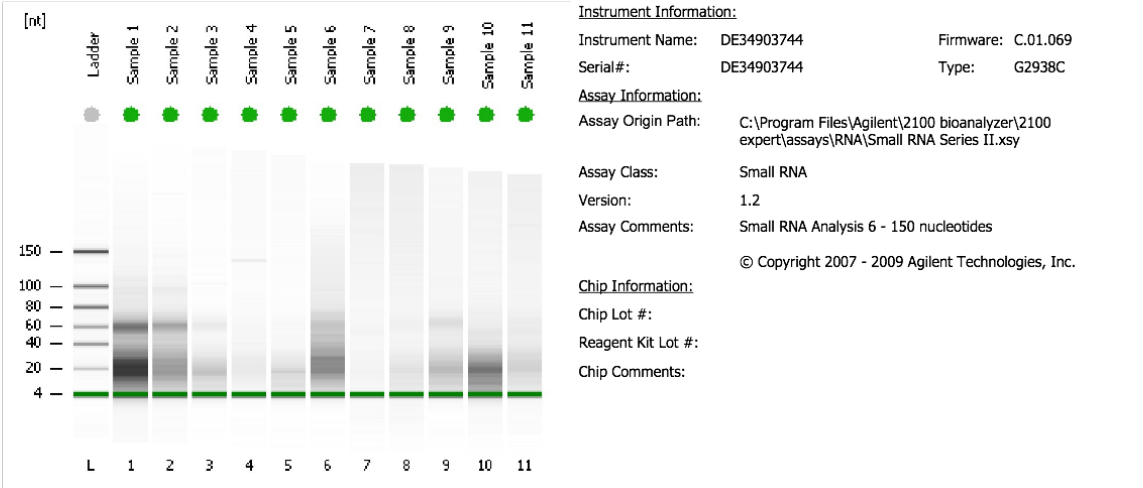 [nt]
Ladder
Sample 1
Sample 2
Sample 3
Sample 4
Sample 5
Sample 6
Sample 7
Sample 8
Sample 9
Sample 10
Sample 11
150
100
80
60
40
20
4
L 1 2 3 4 5 6 7 8 9 10 11
Instrument Information:
Instrument Name: DE34903744 Firmware: C.01.069
Serial#: DE34903744 Type: G2938C
Assay Information:
Assay Origin Path: C:\Program Files\Agilent\2100 bioanalyzer\2100
expert\assays\RNA\Small RNA Series II.xsy
Assay Class: Small RNA
Version: 1.2
Assay Comments: Small RNA Analysis 6 - 150 nucleotides
© Copyright 2007 - 2009 Agilent Technologies, Inc.
Chip Information:
Chip Lot #:
Reagent Kit Lot #:
Chip Comments: